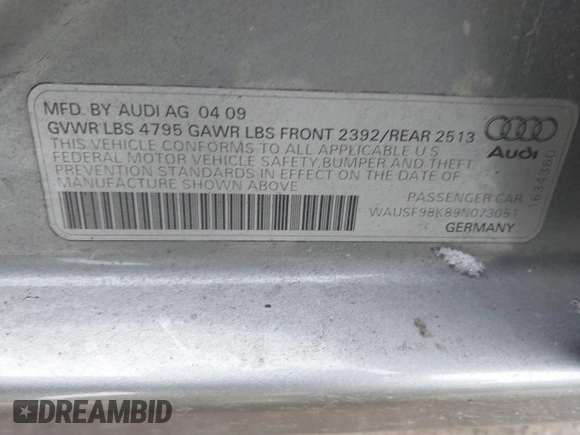 MFD. BY AUDI AG 04 09
GVWR LBS 4795 GAWR LBS FRONT 2392/REAR 2513
THIS VEHICLE CONFORMS TO ALL APPLICABLE U.S.
FEDERAL MOTOR VEHICLE SAFETY,BUMPER AND THEFT
PREVENTION STANDARDS IN EFFECT ON THE DATE OF
MANUFACTURE SHOWN ABOVE.
Audi
PASSENGER CAR
WAUSF98K89N073051
GERMANY
DREAMBID